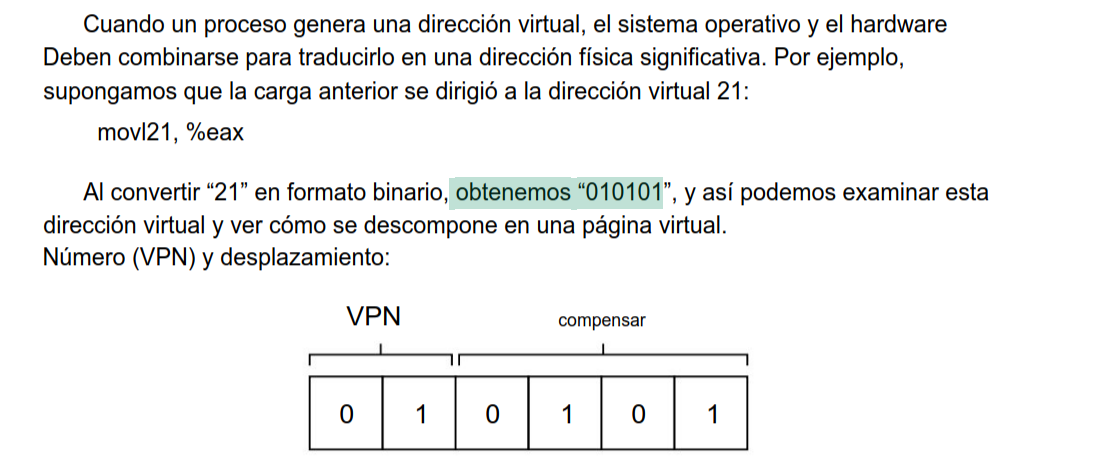 Cuando un proceso genera una dirección virtual, el sistema operativo y el hardware
Deben combinarse para traducirlo en una dirección física significativa. Por ejemplo,
supongamos que la carga anterior se dirigió a la dirección virtual 21:
movl21, %eax
Al convertir “21” en formato binario, obtenemos “010101”, y así podemos examinar esta
dirección virtual y ver cómo se descompone en una página virtual.
Número (VPN) y desplazamiento:
VPN compensar
0 1 0 1 0 1